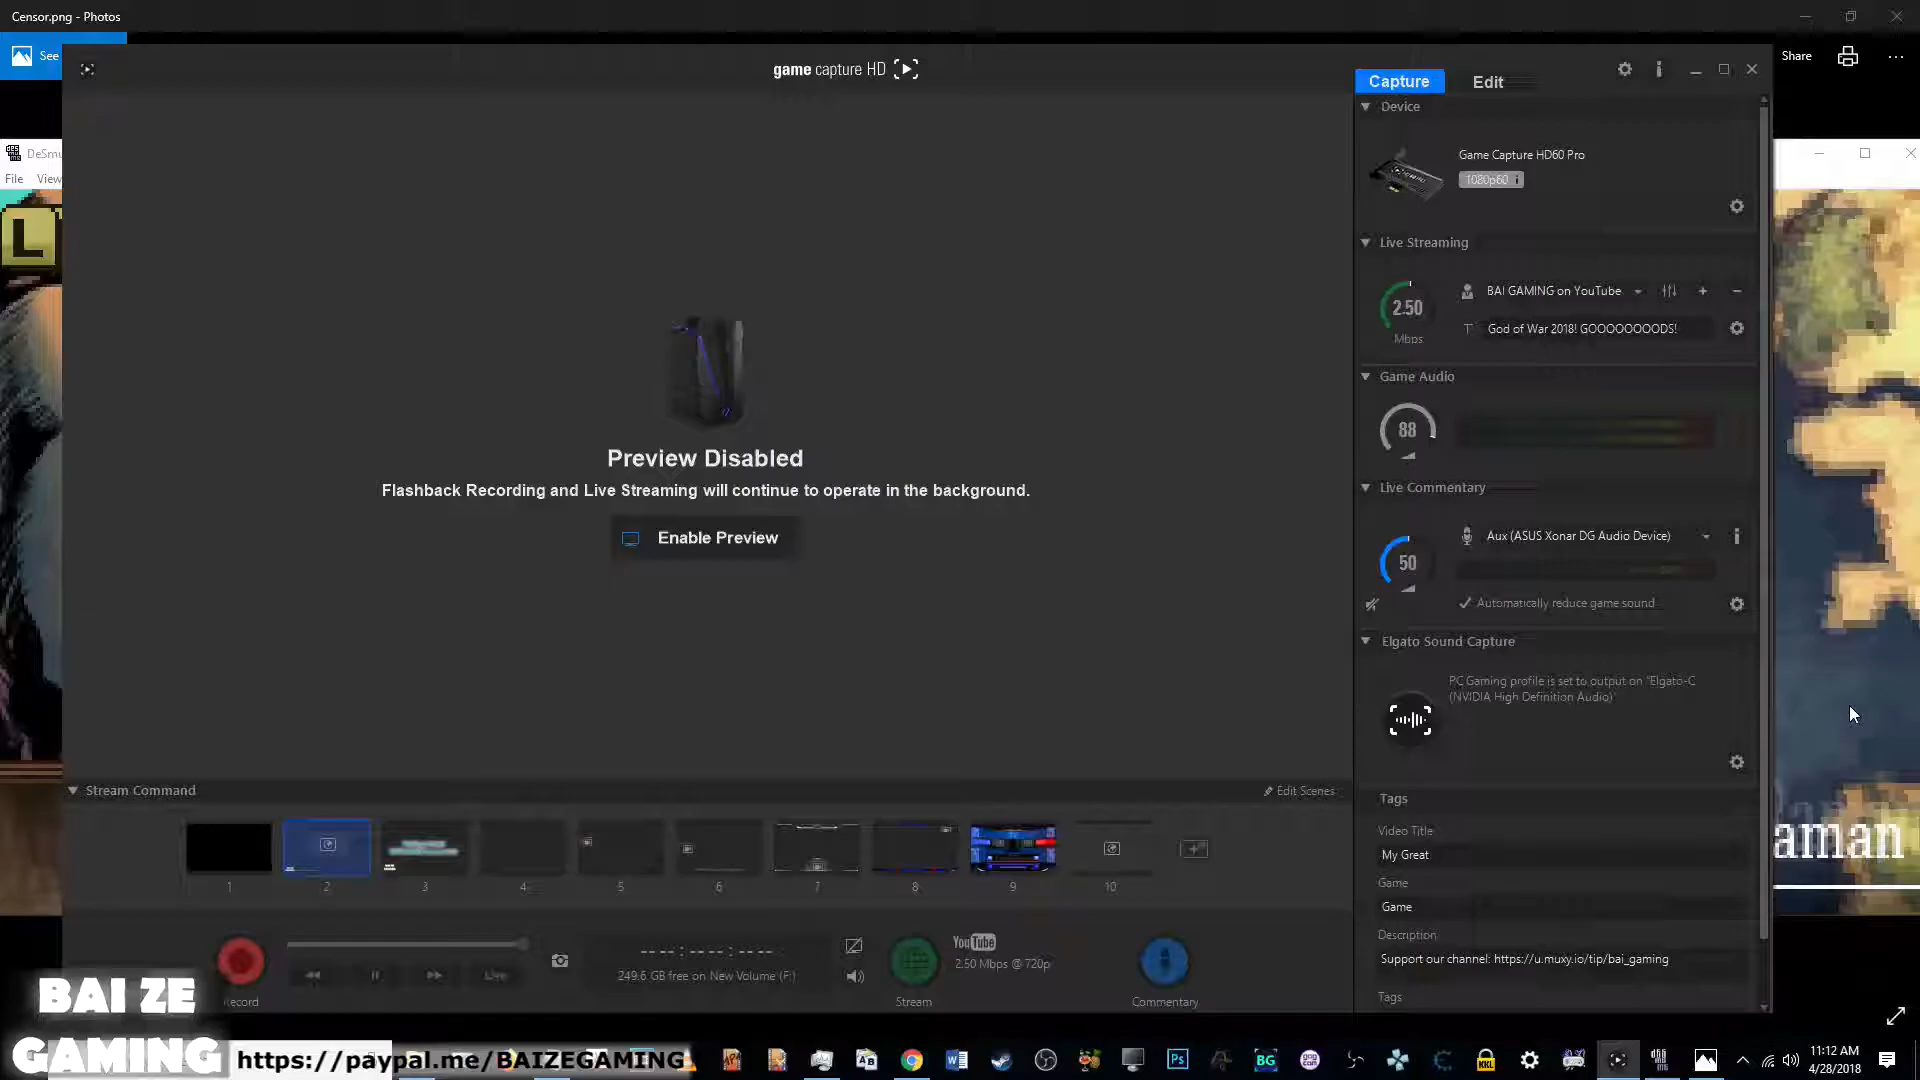 Censor.png - Photos
See
Share
game capture HD
Capture
Edit
Device
Game Capture HD60 Pro
1080p60 i
File
View
L
Live Streaming
2.50
Mbps
BAI GAMING on YouTube
T
God of War 2018! GOOOOOOOODS!
Game Audio
88
Preview Disabled
Flashback Recording and Live Streaming will continue to operate in the background.
Enable Preview
Live Commentary
50
Aux (ASUS Xonar DG Audio Device)
Automatically reduce game sound
Elgato Sound Capture
PC Gaming profile is set to output on "Elgato-C
(NVIDIA High Definition Audio)"
Stream Command
Edit Scenes
1
2
3
4
5
6
7
8
9
10
Tags
Video Title
My Great
Game
Game
Description
Support our channel: https://u.muxy.io/tip/bai_gaming
Tags
aman
Record
Live
---- : ---- : ----
249.6 GB free on New Volume (F:)
Stream
YouTube
2.50 Mbps @ 720p
Commentary
BAI ZE
GAMING
https://paypal.me/BAIZEGAMING
Ps
BG
KKL
11:12 AM
4/28/2018